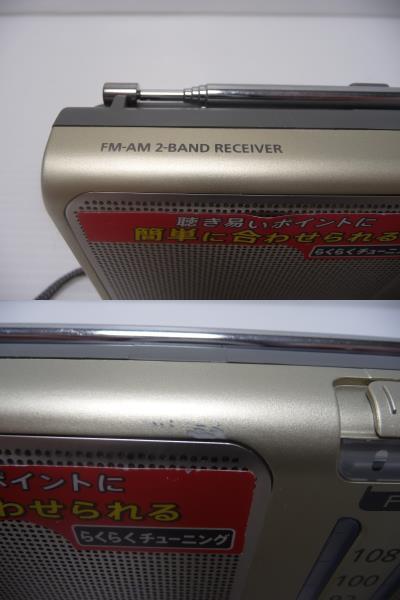 FM-AM 2-BAND RECEIVER
聴き易いポイントに
簡単に合わせられる
らくらくチューニ
ポイントに
わせられる
らくらくチューニング
F
108
100